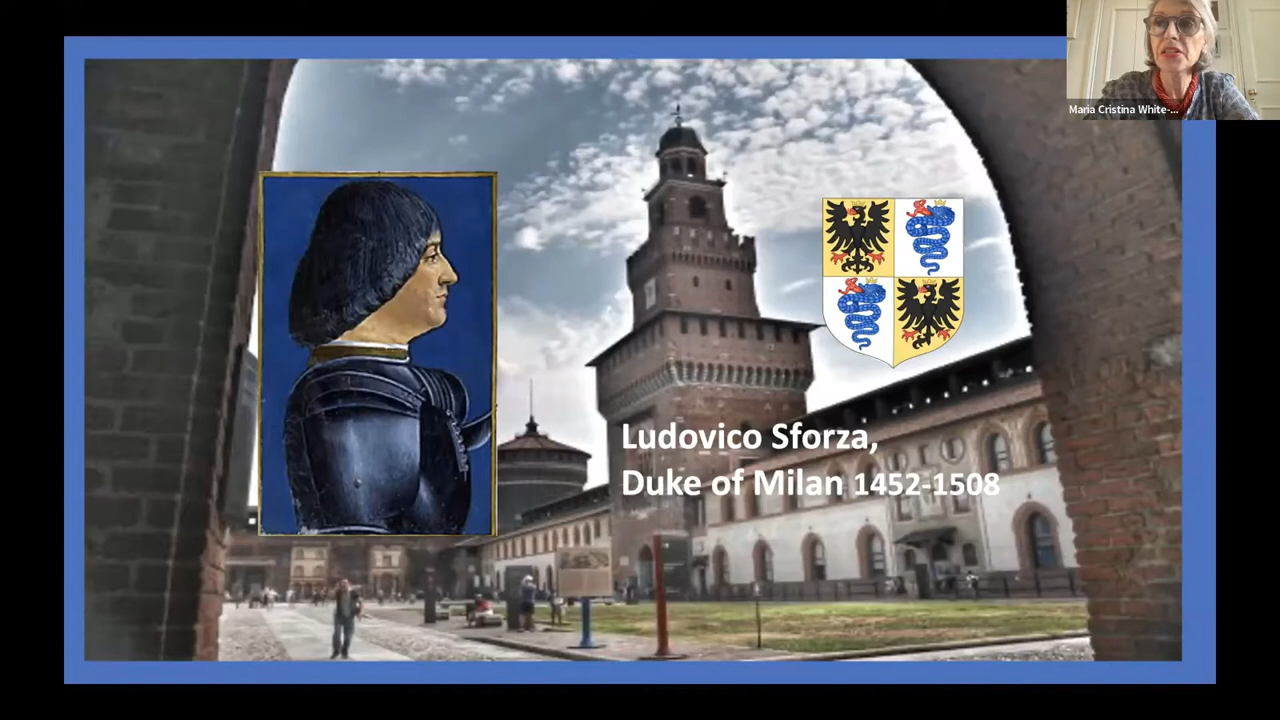 Maria Cristina White-...
Ludovico Sforza,
Duke of Milan 1452-1508